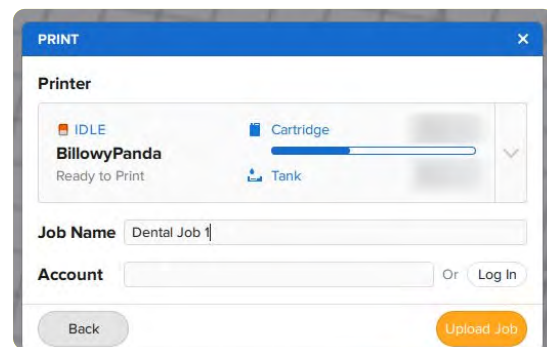 PRINT
Printer
IDLE
BillowyPanda
Ready to Print
Cartridge
Tank
Job Name Dental Job 1
Account Or Log In
Back Upload Job